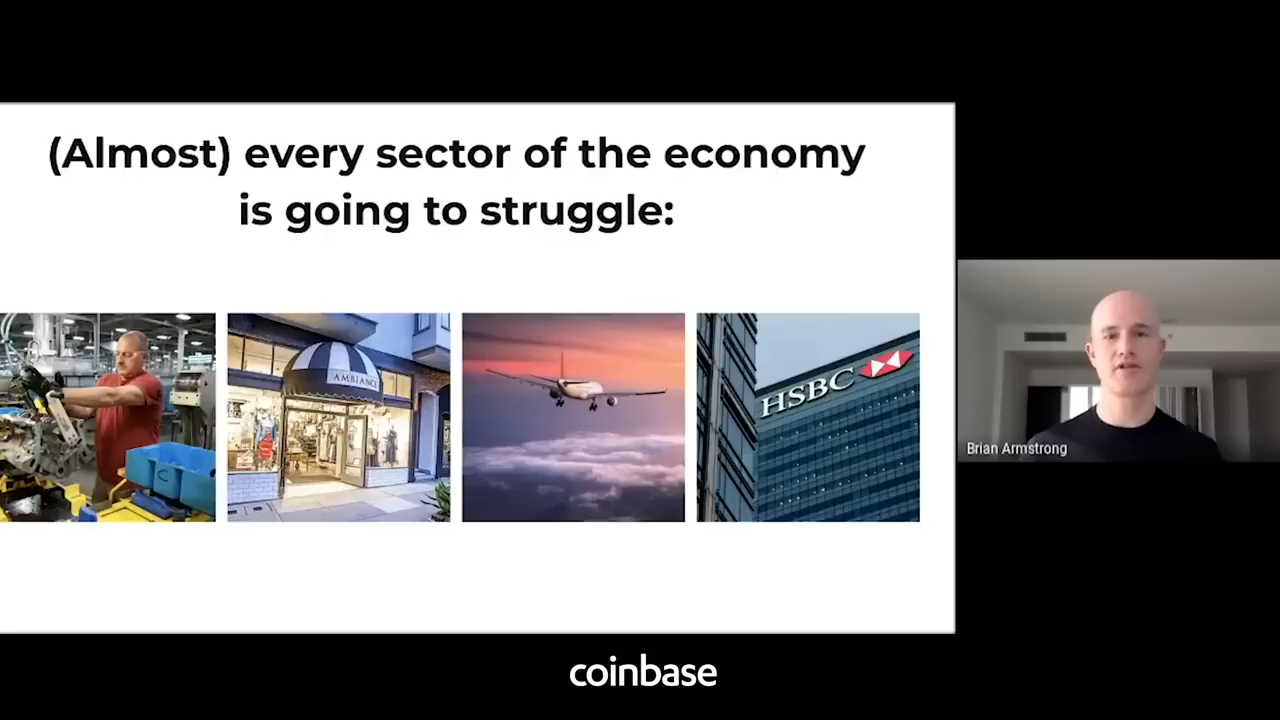 (Almost) every sector of the economy
is going to struggle:
AMBIANCE
HSBC
C
Brian Armstrong
coinbase